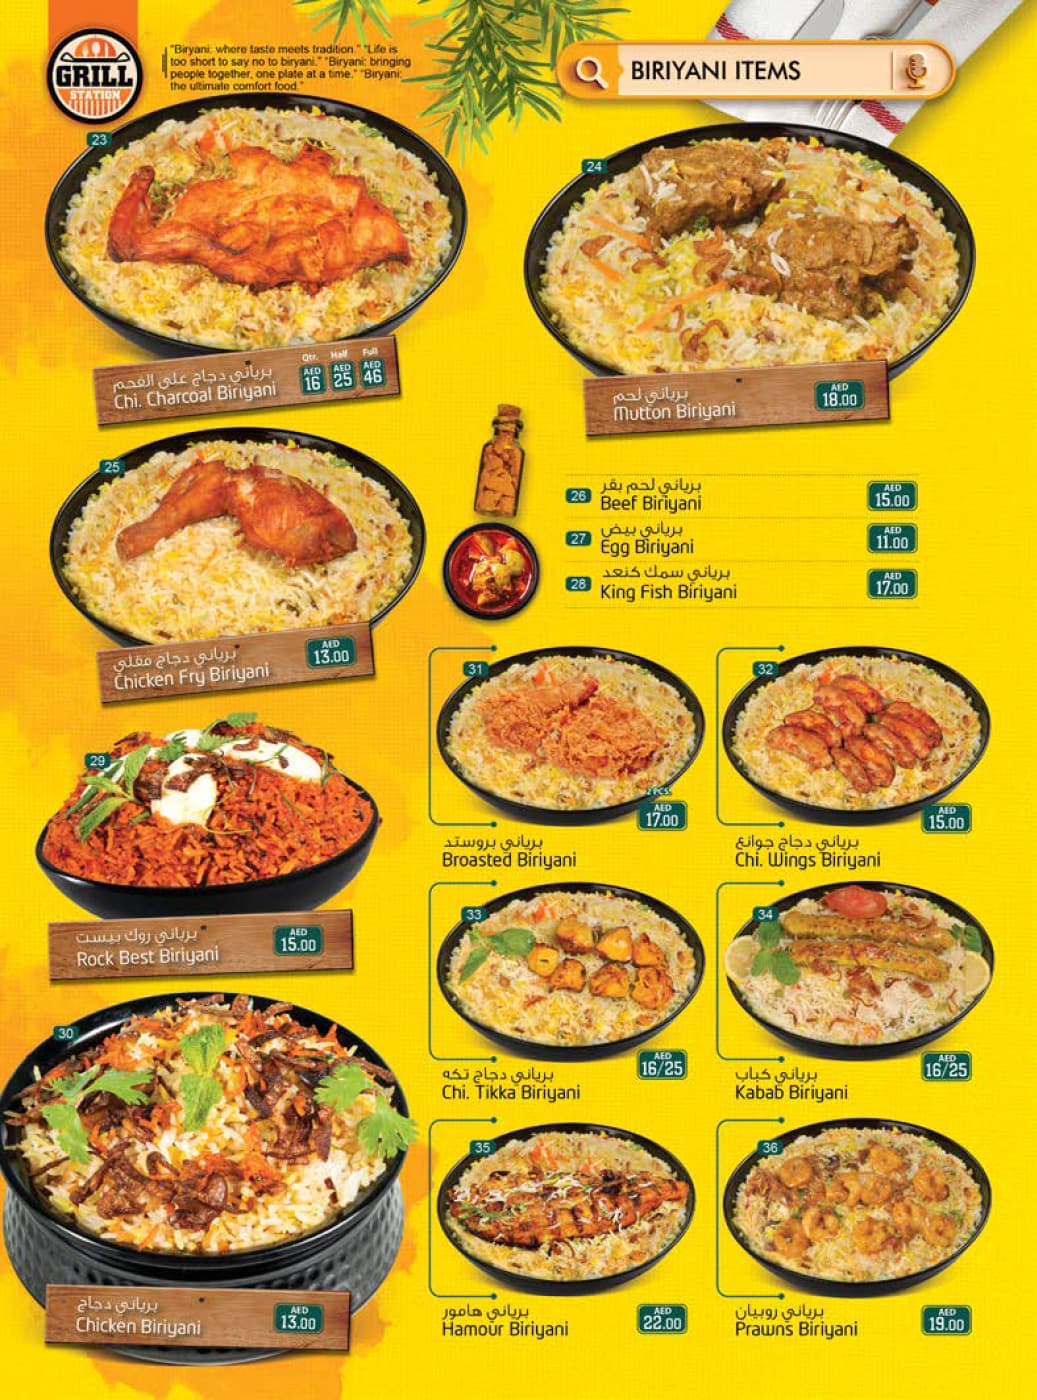 GRILL
STATION
"Biryani: where taste meets tradition." "Life is
too short to say no to biryani." "Biryani: bringing
people together, one plate at a time." "Biryani:
the ultimate comfort food."
BIRIYANI ITEMS
23
برياني دجاج على الفحم
Chi. Charcoal Biriyani
Qtr. Half Full
AED AED AED
16 25 46
24
برياني لحم
Mutton Biriyani
AED
18.00
25
برياني دجاج مقلي
Chicken Fry Biriyani
AED
13.00
26
برياني لحم بقر
Beef Biriyani
AED
15.00
27
برياني بيض
Egg Biriyani
AED
11.00
28
برياني سمك كنعد
King Fish Biriyani
AED
17.00
29
برياني روك بيست
Rock Best Biriyani
AED
15.00
30
برياني دجاج
Chicken Biriyani
AED
13.00
31
2 PCS
AED
17.00
برياني بروستد
Broasted Biriyani
32
AED
15.00
برياني دجاج جوانع
Chi. Wings Biriyani
33
AED
16/25
برياني دجاج تكه
Chi. Tikka Biriyani
34
AED
16/25
برياني كباب
Kabab Biriyani
35
برياني هامور
Hamour Biriyani
AED
22.00
36
برياني روبيان
Prawns Biriyani
AED
19.00